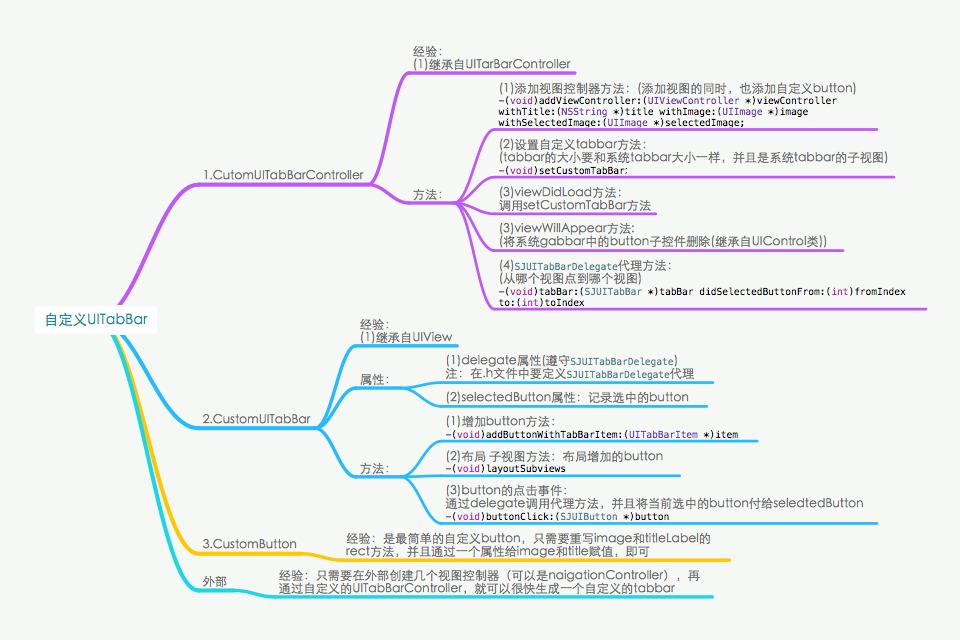 经验：
(1)继承自UITarBarController
(1)添加视图控制器方法：(添加视图的同时，也添加自定义button)
-(void)addViewController:(UIViewController *)viewController
withTitle:(NSString *)title withImage:(UIImage *)image
withSelectedImage:(UIImage *)selectedImage;
(2)设置自定义tabbar方法：
(tabbar的大小要和系统tabbar大小一样，并且是系统tabbar的子视图)
-(void)setCustomTabBar;
1.CutomUITabBarController
方法：
(3)viewDidLoad方法：
调用setCustomTabBar方法
(3)viewWillAppear方法:
(将系统gabbar中的button子控件删除(继承自UIControl类))
(4)SJUITabBarDelegate代理方法：
(从哪个视图点到哪个视图)
-(void)tabBar:(SJUITabBar *)tabBar didSelectedButtonFrom:(int)fromIndex
to:(int)toIndex
自定义UITabBar
经验：
(1)继承自UIView
属性：
(1)delegate属性(遵守SJUITabBarDelegate)
注：在.h文件中要定义SJUITabBarDelegate代理
(2)selectedButton属性：记录选中的button
2.CustomUITabBar
方法：
(1)增加button方法：
-(void)addButtonWithTabBarItem:(UITabBarItem *)item
(2)布局 子视图方法：布局增加的button
-(void)layoutSubviews
(3)button的点击事件：
通过delegate调用代理方法，并且将当前选中的button付给seledtedButton
-(void)buttonClick:(SJUIButton *)button
3.CustomButton
经验：是最简单的自定义button，只需要重写image和titleLabel的
rect方法，并且通过一个属性给image和title赋值，即可
外部
经验：只需要在外部创建几个视图控制器（可以是naigationController），再
通过自定义的UITabBarController，就可以很快生成一个自定义的tabbar